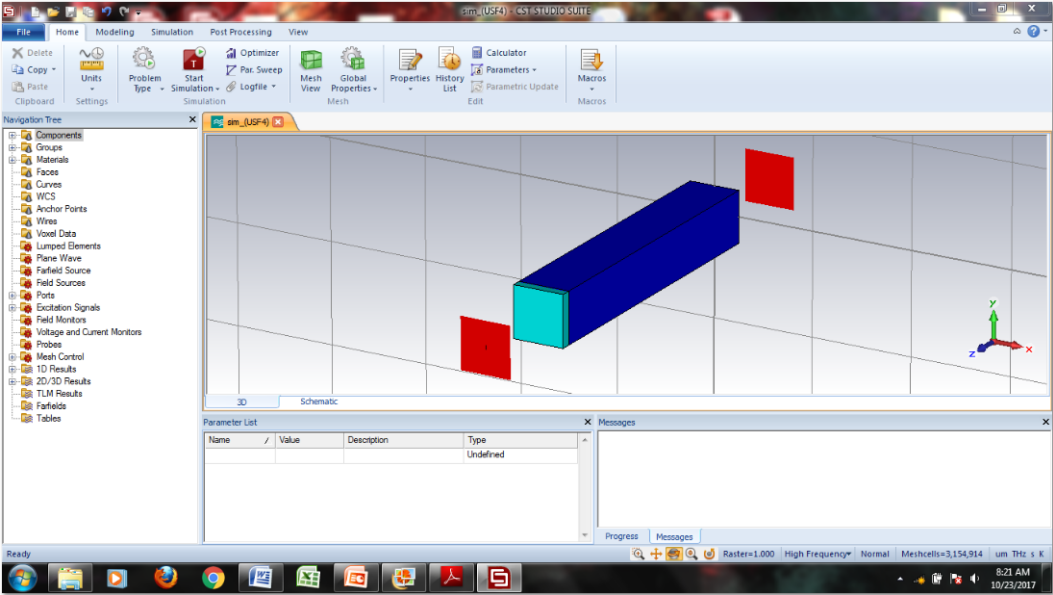 sim_(USF4) - CST STUDIO SUITE
File Home Modeling Simulation Post Processing View
Delete
Copy
Paste
Clipboard
Units
Settings
Problem Type
Start Simulation
Optimizer
Par. Sweep
Logfile
Simulation
Mesh View
Global Properties
Mesh
Properties
History List
Calculator
Parameters
Parametric Update
Edit
Macros
Macros
Navigation Tree
sim_(USF4)
Components
Groups
Materials
Faces
Curves
WCS
Anchor Points
Wires
Voxel Data
Lumped Elements
Plane Wave
Farfield Source
Field Sources
Ports
Excitation Signals
Field Monitors
Voltage and Current Monitors
Probes
Mesh Control
1D Results
2D/3D Results
TLM Results
Farfields
Tables
y
x
z
3D Schematic
Parameter List
Name / Value Description Type
Undefined
Messages
Progress Messages
Ready
Raster=1.000 High Frequency Normal Meshcells=3,154,914 um THz s K
8:21 AM
10/23/2017